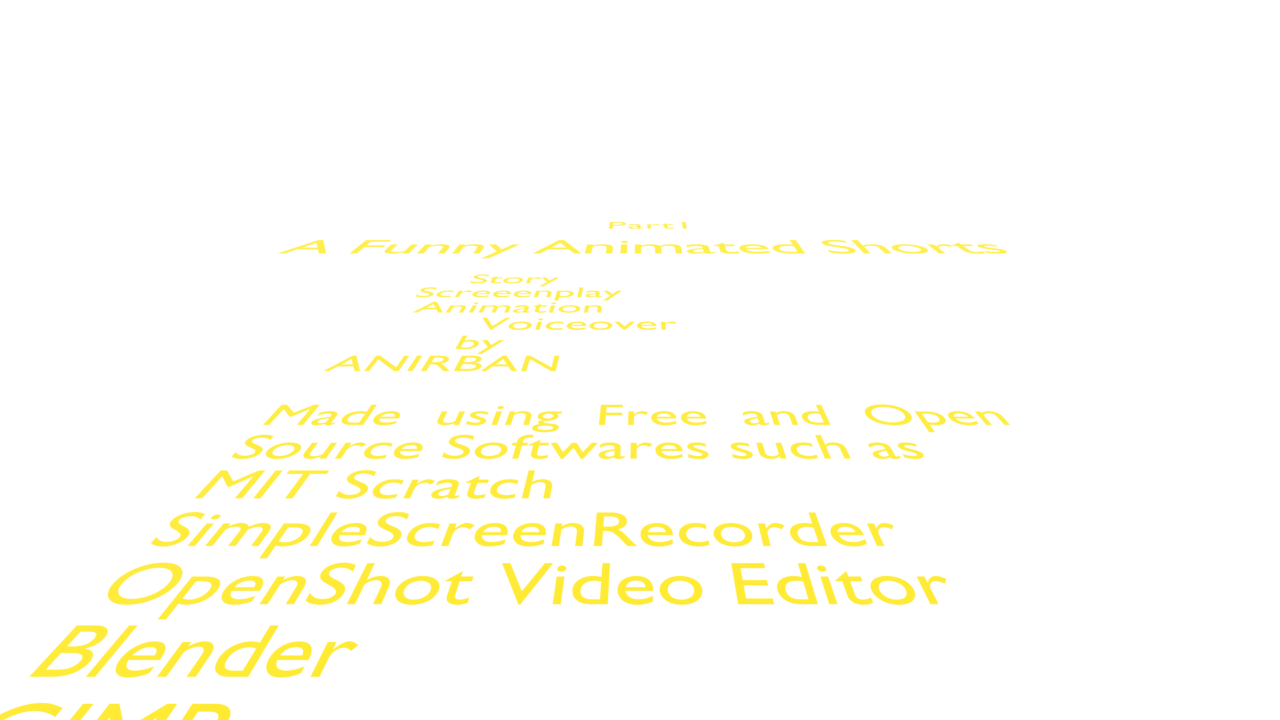 Part I
A Funny Animated Shorts
Story
Screeenplay
Animation
Voiceover
by
ANIRBAN
Made using Free and Open
Source Softwares such as
MIT Scratch
SimpleScreenRecorder
OpenShot Video Editor
Blender
GIMP